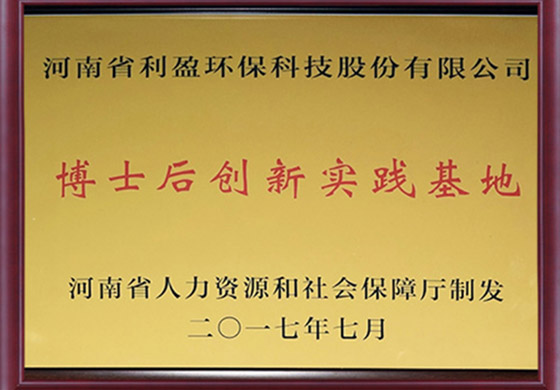 河南省利盈环保科技股份有限公司
博士后创新实践基地
河南省人力资源和社会保障厅制发
二〇一七年七月